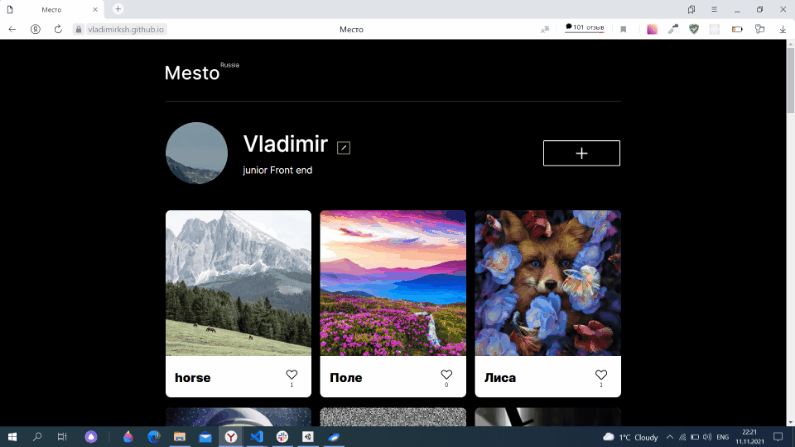 Место
vladimirksh.github.io
Место
101 отзыв
Mesto
Russia
Vladimir
junior Front end
horse
1
Поле
0
Лиса
1
1°C Cloudy
ENG
22:21
11.11.2021